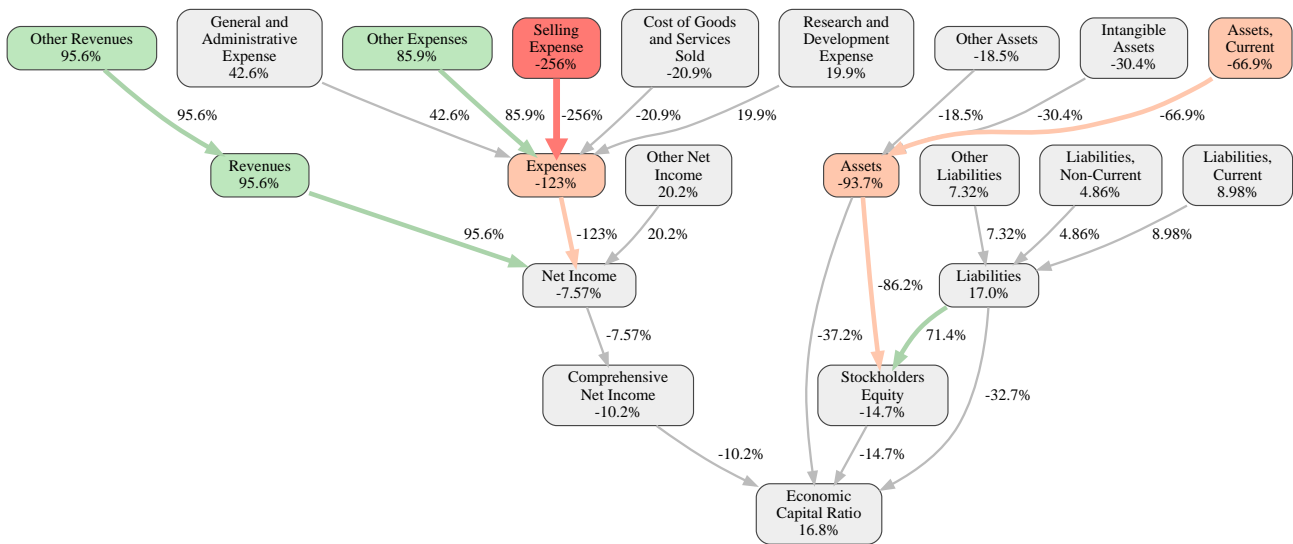 Other Revenues
95.6%
General and
Administrative
Expense
42.6%
Other Expenses
85.9%
Selling
Expense
-256%
Cost of Goods
and Services
Sold
-20.9%
Research and
Development
Expense
19.9%
Other Assets
-18.5%
Intangible
Assets
-30.4%
Assets,
Current
-66.9%
95.6%
42.6%
85.9%
-256%
-20.9%
19.9%
-18.5%
-30.4%
-66.9%
Revenues
95.6%
Expenses
-123%
Other Net
Income
20.2%
Assets
-93.7%
Other
Liabilities
7.32%
Liabilities,
Non-Current
4.86%
Liabilities,
Current
8.98%
95.6%
-123%
20.2%
7.32%
4.86%
8.98%
Net Income
-7.57%
-86.2%
Liabilities
17.0%
-7.57%
-37.2%
71.4%
Comprehensive
Net Income
-10.2%
Stockholders
Equity
-14.7%
-32.7%
-10.2%
-14.7%
Economic
Capital Ratio
16.8%